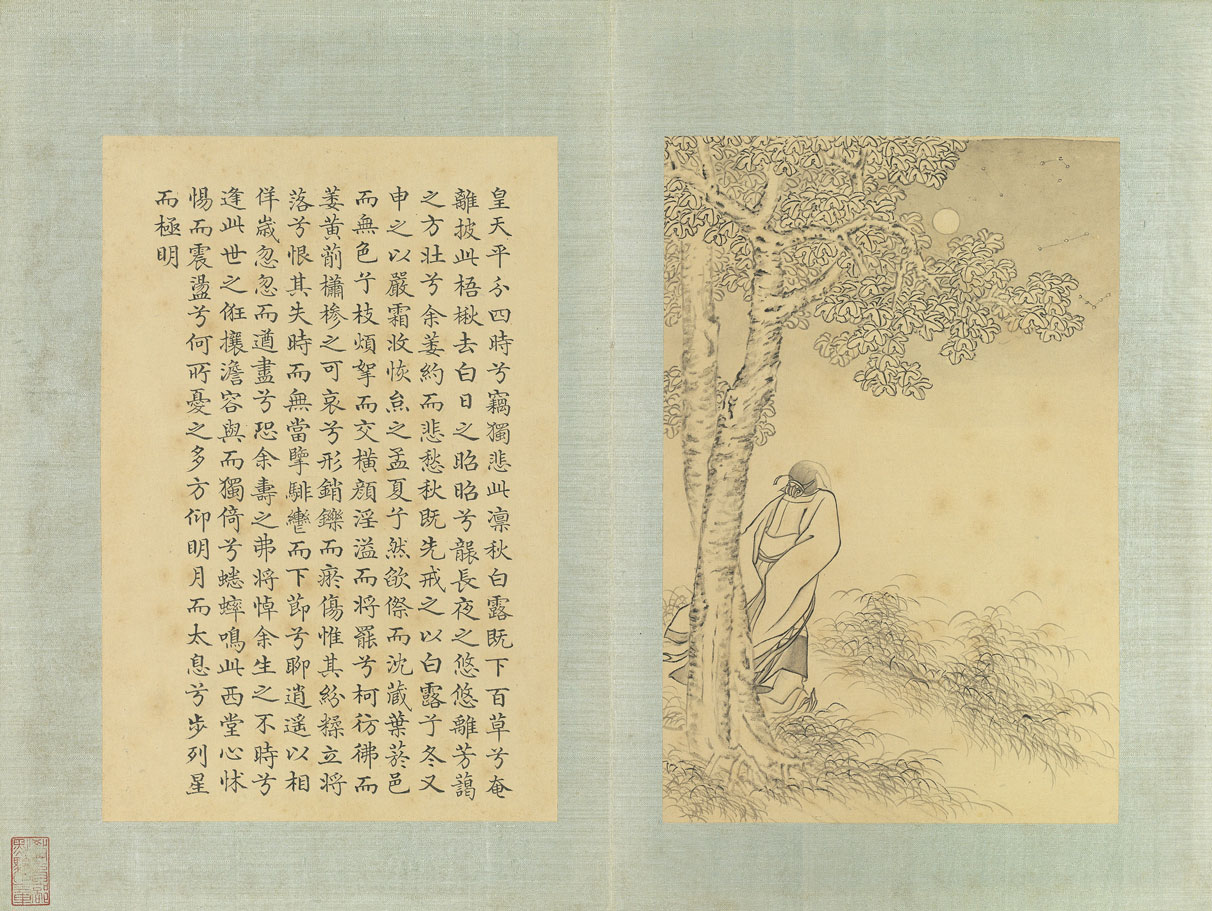 皇天平分四時兮竊獨悲此凛秋白露既下百草兮奄
離披此梧楸去白日之昭昭兮襲長夜之悠悠離芳藹
之方壯兮余萎約而悲愁秋既先戒之以白露兮冬又
申之以嚴霜收恢炱之孟夏兮然欿傺而沈藏葉菸邑
而無色兮枝煩挐而交橫顏淫溢而將罷兮柯彷彿而
萎黃萷櫹槮之可哀兮形銷鑠而瘀傷惟其紛糅立將
落兮恨其失時而無當擥騑轡而下節兮聊逍遙以相
佯歲忽忽而遒盡兮恐余壽之弗將悼余生之不時兮
逢此世之俇攘澹容與而獨倚兮蟋蟀鳴此西堂心怵
惕而震盪兮何所憂之多方仰明月而太息兮步列星
而極明